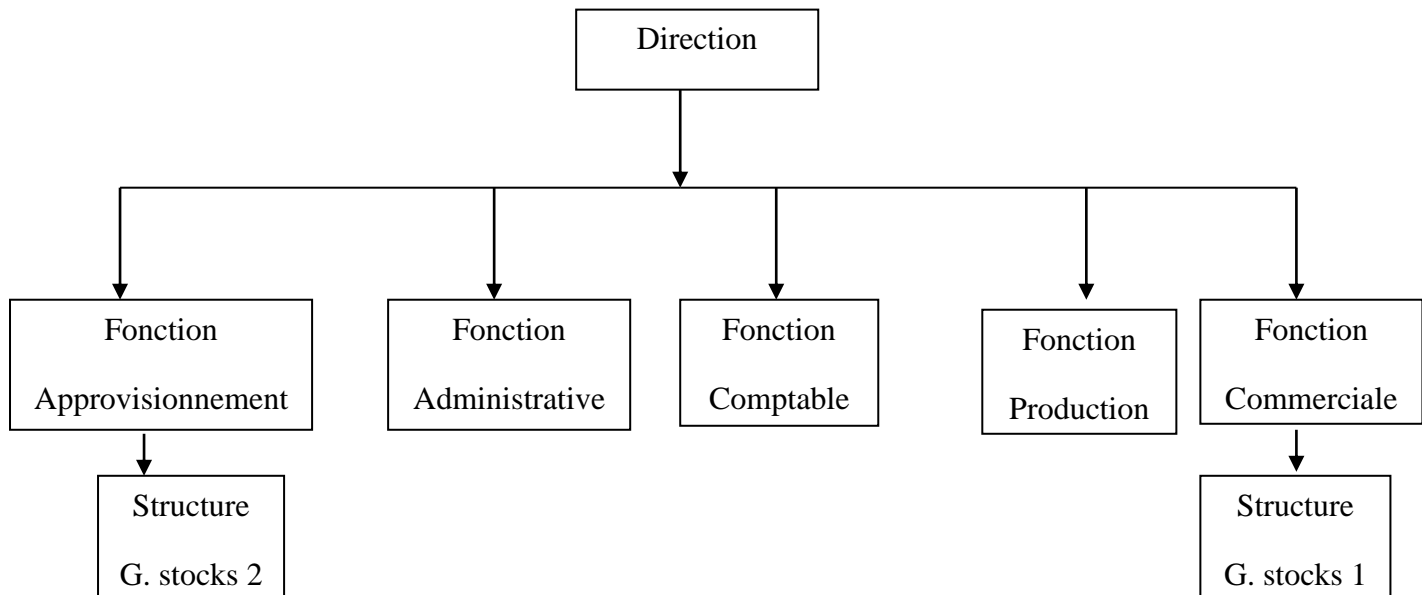 Direction
Fonction
Approvisionnement
Fonction
Administrative
Fonction
Comptable
Fonction
Production
Fonction
Commerciale
Structure
G. stocks 2
Structure
G. stocks 1